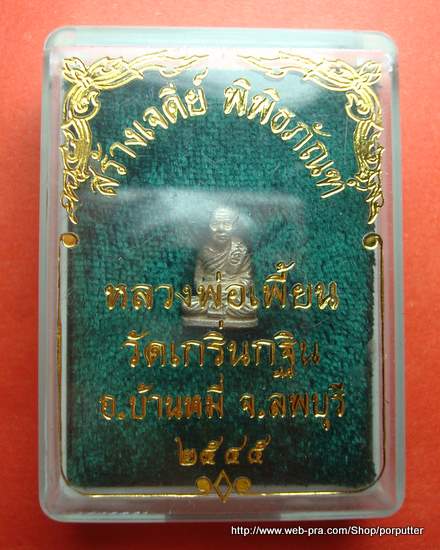 สร้างเจดีย์ พิพิธภัณฑ์
หลวงพ่อเพี้ยน
วัดเกริ่นกฐิน
อ.บ้านหมี่ จ.ลพบุรี
๒๕๔๕
http://www.web-pra.com/Shop/porputter